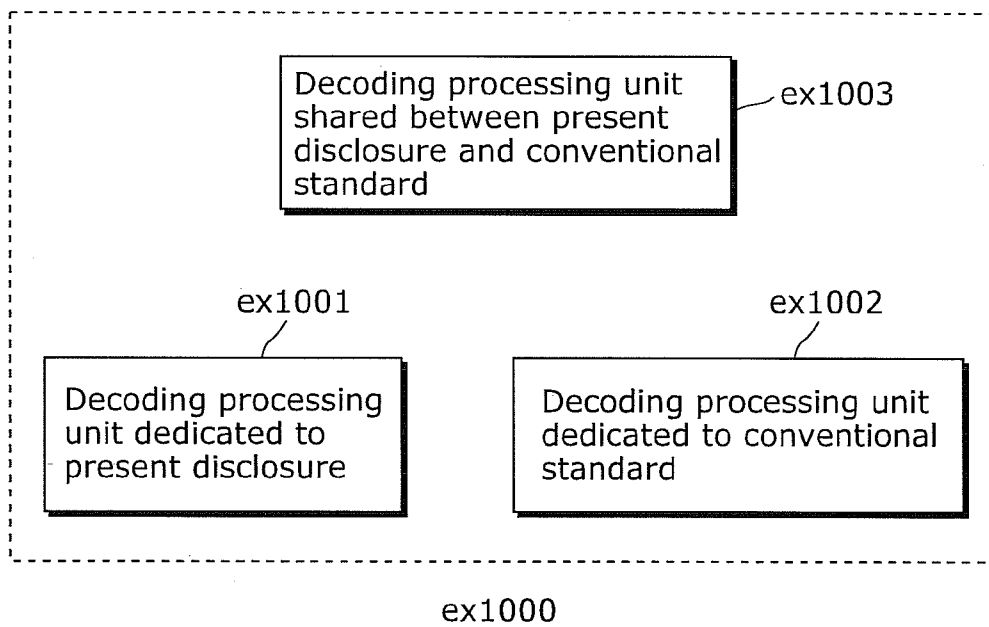 Decoding processing unit
shared between present
disclosure and conventional
standard
ex1003
ex1001
Decoding processing
unit dedicated to
present disclosure
ex1002
Decoding processing unit
dedicated to conventional
standard
ex1000